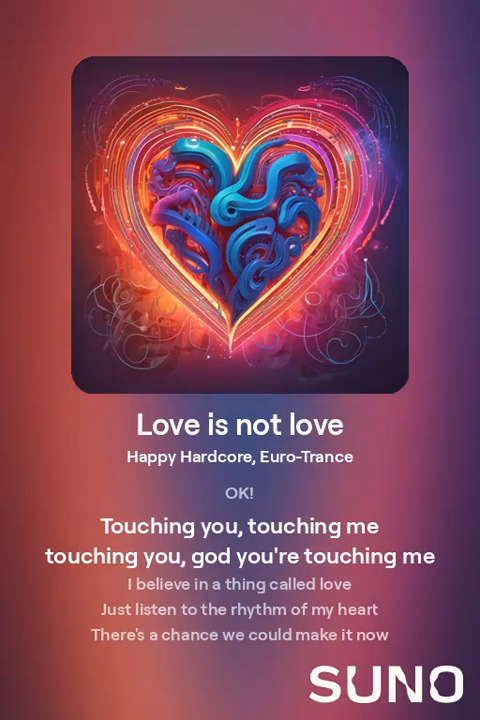 Love is not love
Happy Hardcore, Euro-Trance
OK!
Touching you, touching me
touching you, god you're touching me
I believe in a thing called love
Just listen to the rhythm of my heart
There's a chance we could make it now
SUNO